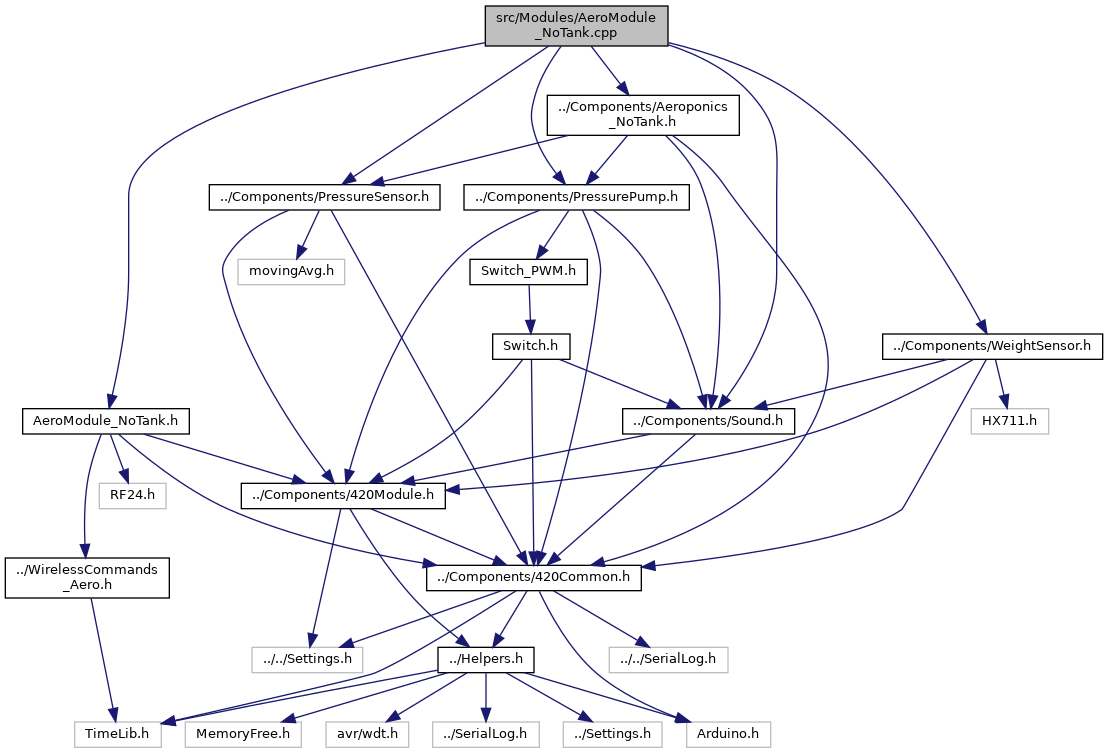 src/Modules/AeroModule
_NoTank.cpp
../Components/Aeroponics
_NoTank.h
../Components/PressureSensor.h
../Components/PressurePump.h
movingAvg.h
Switch_PWM.h
Switch.h
../Components/WeightSensor.h
AeroModule_NoTank.h
../Components/Sound.h
HX711.h
RF24.h
../Components/420Module.h
../WirelessCommands
_Aero.h
../Components/420Common.h
../../Settings.h
../Helpers.h
../../SerialLog.h
TimeLib.h
MemoryFree.h
avr/wdt.h
../SerialLog.h
../Settings.h
Arduino.h